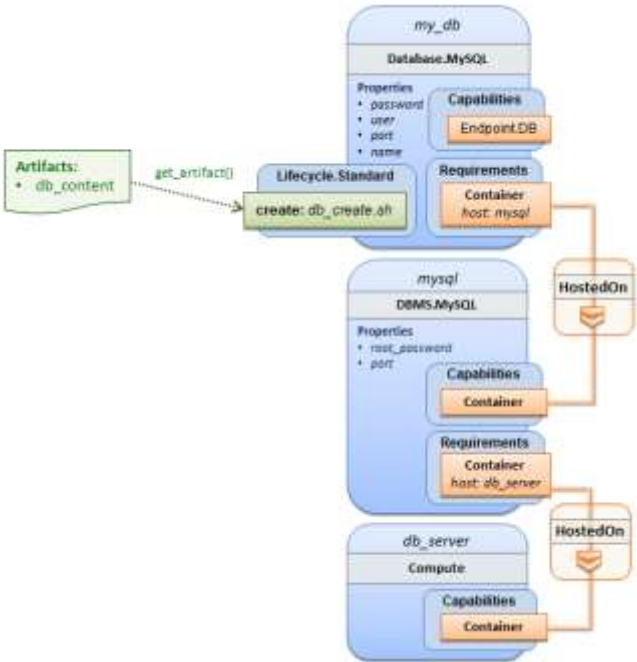 my_db
Database.MySQL
Properties
• password
• user
• port
• name
Capabilities
Endpoint.DB
Artifacts:
• db_content
get_artifact()
Lifecycle.Standard
create: db_create.sh
Requirements
Container
host: mysql
HostedOn
mysql
DBMS.MySQL
Properties
• root_password
• port
Capabilities
Container
Requirements
Container
host: db_server
HostedOn
db_server
Compute
Capabilities
Container